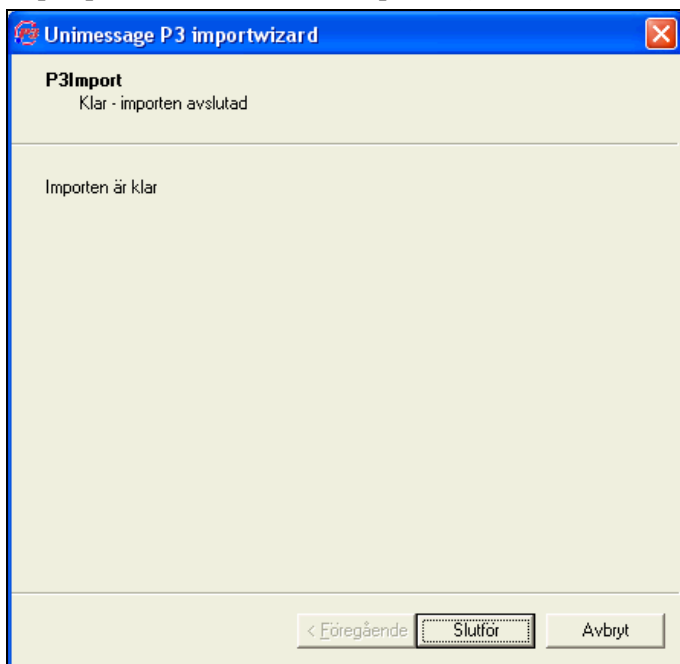 Unimessage P3 importwizard
P3Import
Klar - importen avslutad
Importen är klar
< Föregående Slutför Avbryt